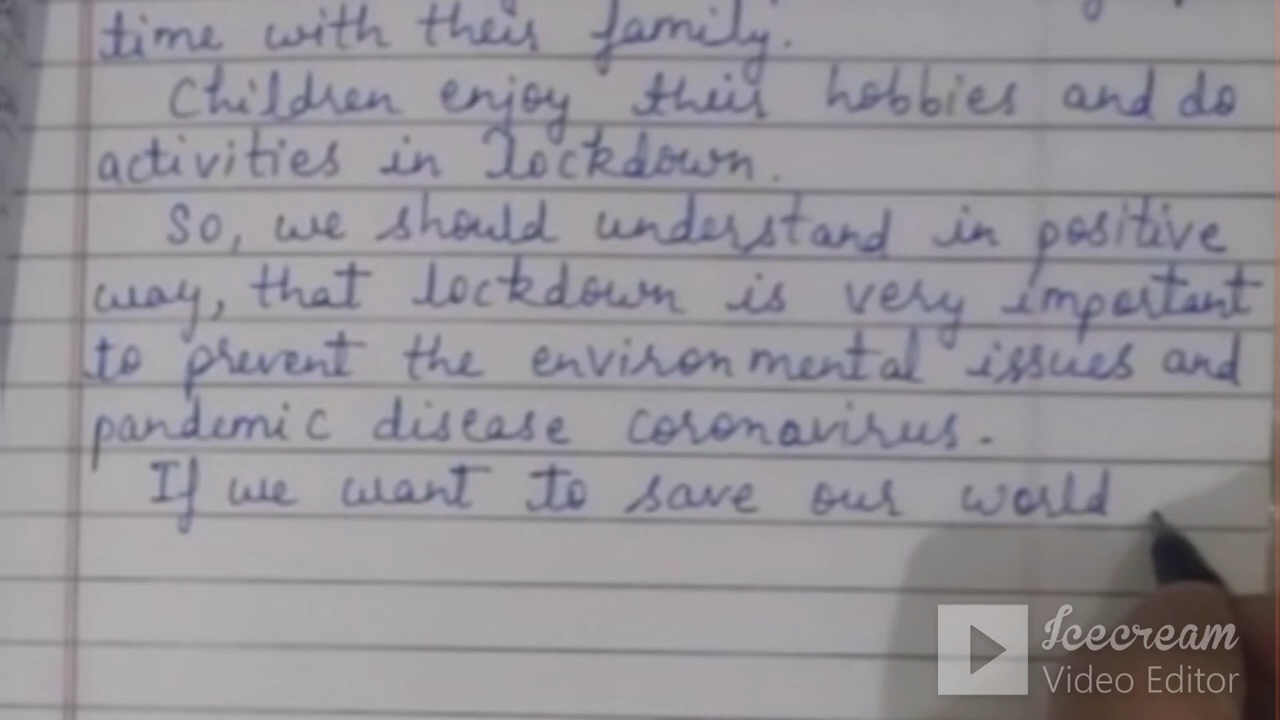 time with their family.
Children enjoy their hobbies and do
activities in lockdown.
So, we should understand in positive
way, that lockdown is very important
to prevent the environmental issues and
pandemic disease coronavirus.
If we want to save our world
Icecream
Video Editor